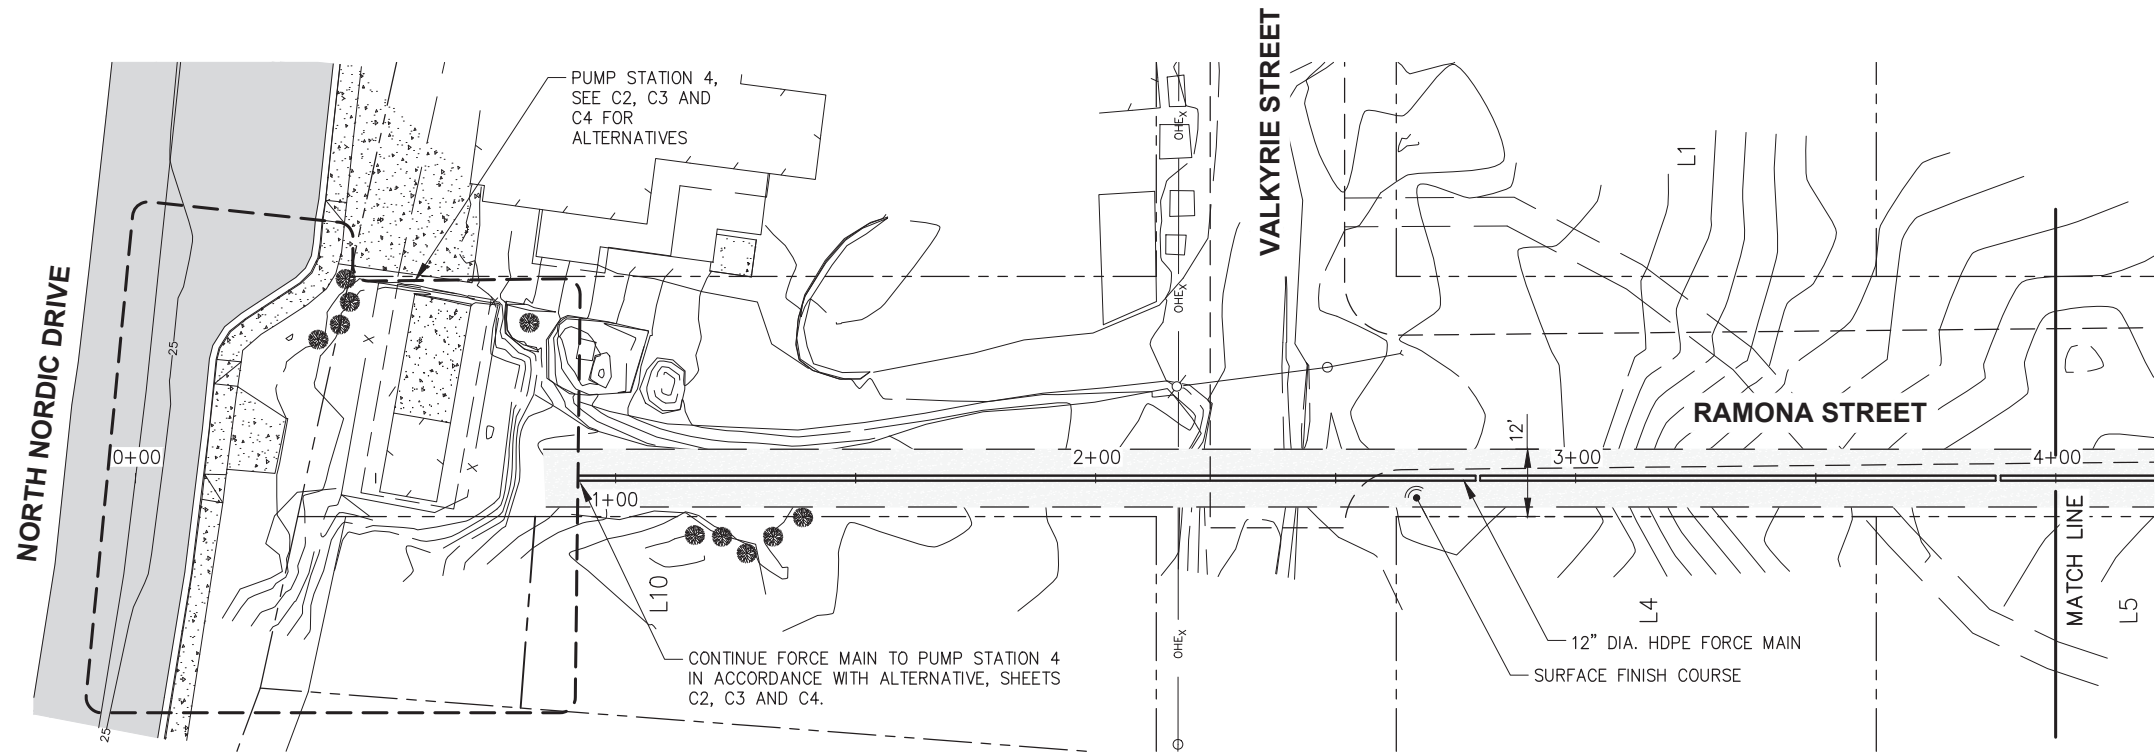 PUMP STATION 4,
SEE C2, C3 AND
C4 FOR
ALTERNATIVES
VALKYRIE STREET
OHEX
L1
OHEX
NORTH NORDIC DRIVE
25
X
RAMONA STREET
12'
0+00
2+00
3+00
4+00
X
1+00
MATCH LINE
L10
L4
L5
12" DIA. HDPE FORCE MAIN
OHEX
CONTINUE FORCE MAIN TO PUMP STATION 4
IN ACCORDANCE WITH ALTERNATIVE, SHEETS
C2, C3 AND C4.
SURFACE FINISH COURSE
25